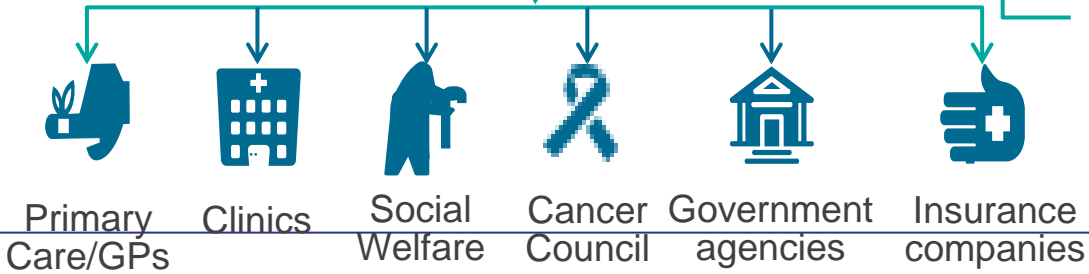 Primary
Care/GPs
Clinics
Social
Welfare
Cancer
Council
Government
agencies
Insurance
companies